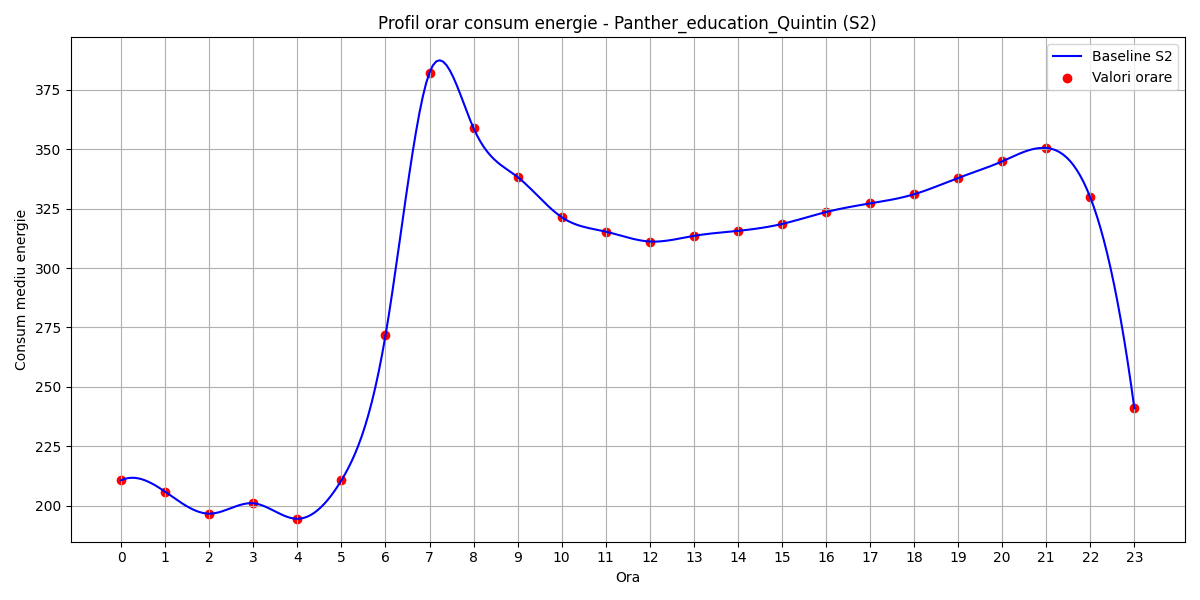 Profil orar consum energie - Panther_education_Quintin (S2)
Baseline S2
Valori orare
Consum mediu energie
375
350
325
300
275
250
225
200
0 1 2 3 4 5 6 7 8 9 10 11 12 13 14 15 16 17 18 19 20 21 22 23
Ora